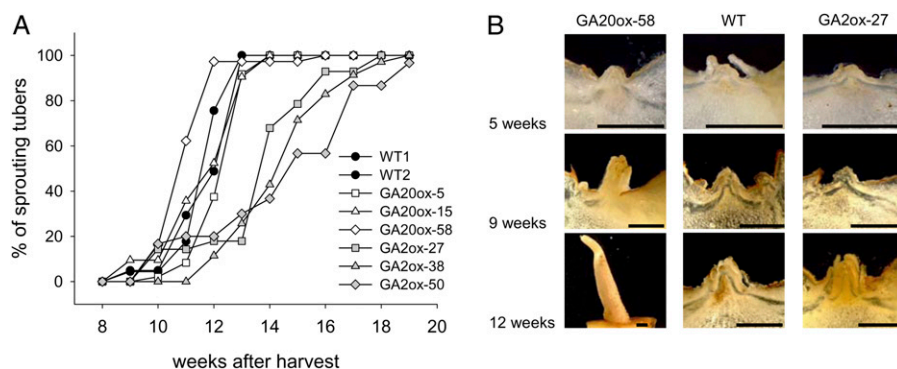 A
% of sprouting tubers
100
80
60
40
20
0
8 10 12 14 16 18 20
weeks after harvest
WT1
WT2
GA20ox-5
GA20ox-15
GA20ox-58
GA2ox-27
GA2ox-38
GA2ox-50
B
GA20ox-58 WT GA2ox-27
5 weeks
9 weeks
12 weeks